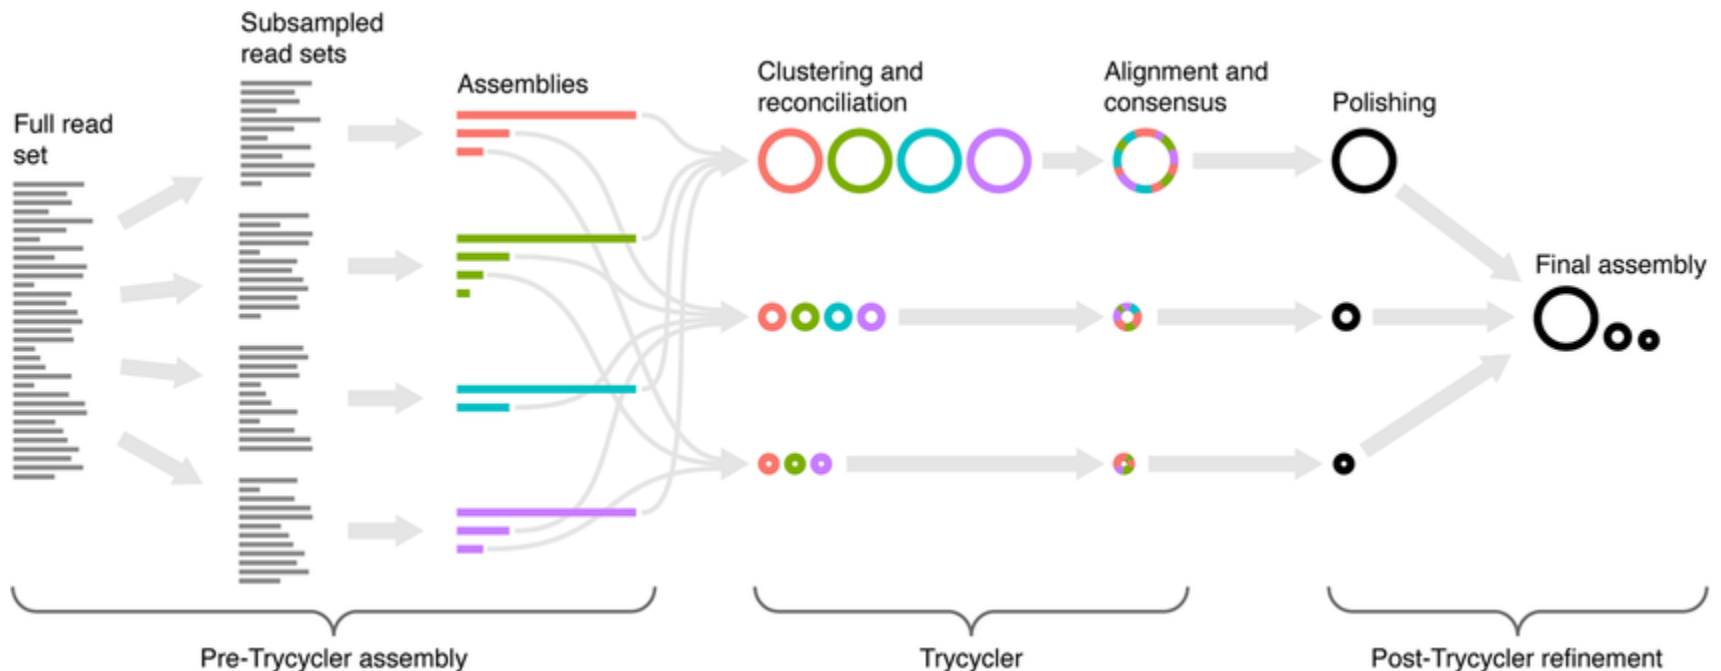 Full read
set
Subsampled
read sets
Assemblies
Clustering and
reconciliation
Alignment and
consensus
Polishing
Final assembly
Pre-Trycycler assembly
Trycycler
Post-Trycycler refinement